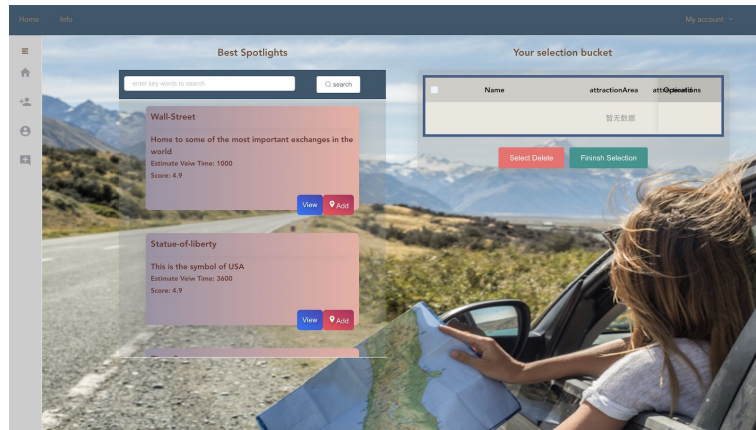 Home Info My account
Best Spotlights
Your selection bucket
enter key words to search
search
Name attractionArea Operations
暂无数据
Select Delete Fininsh Selection
Wall-Street
Home to some of the most important exchanges in the
world
Estimate Veiw Time: 1000
Score: 4.9
View Add
Statue-of-liberty
This is the symbol of USA
Estimate Veiw Time: 3600
Score: 4.9
View Add